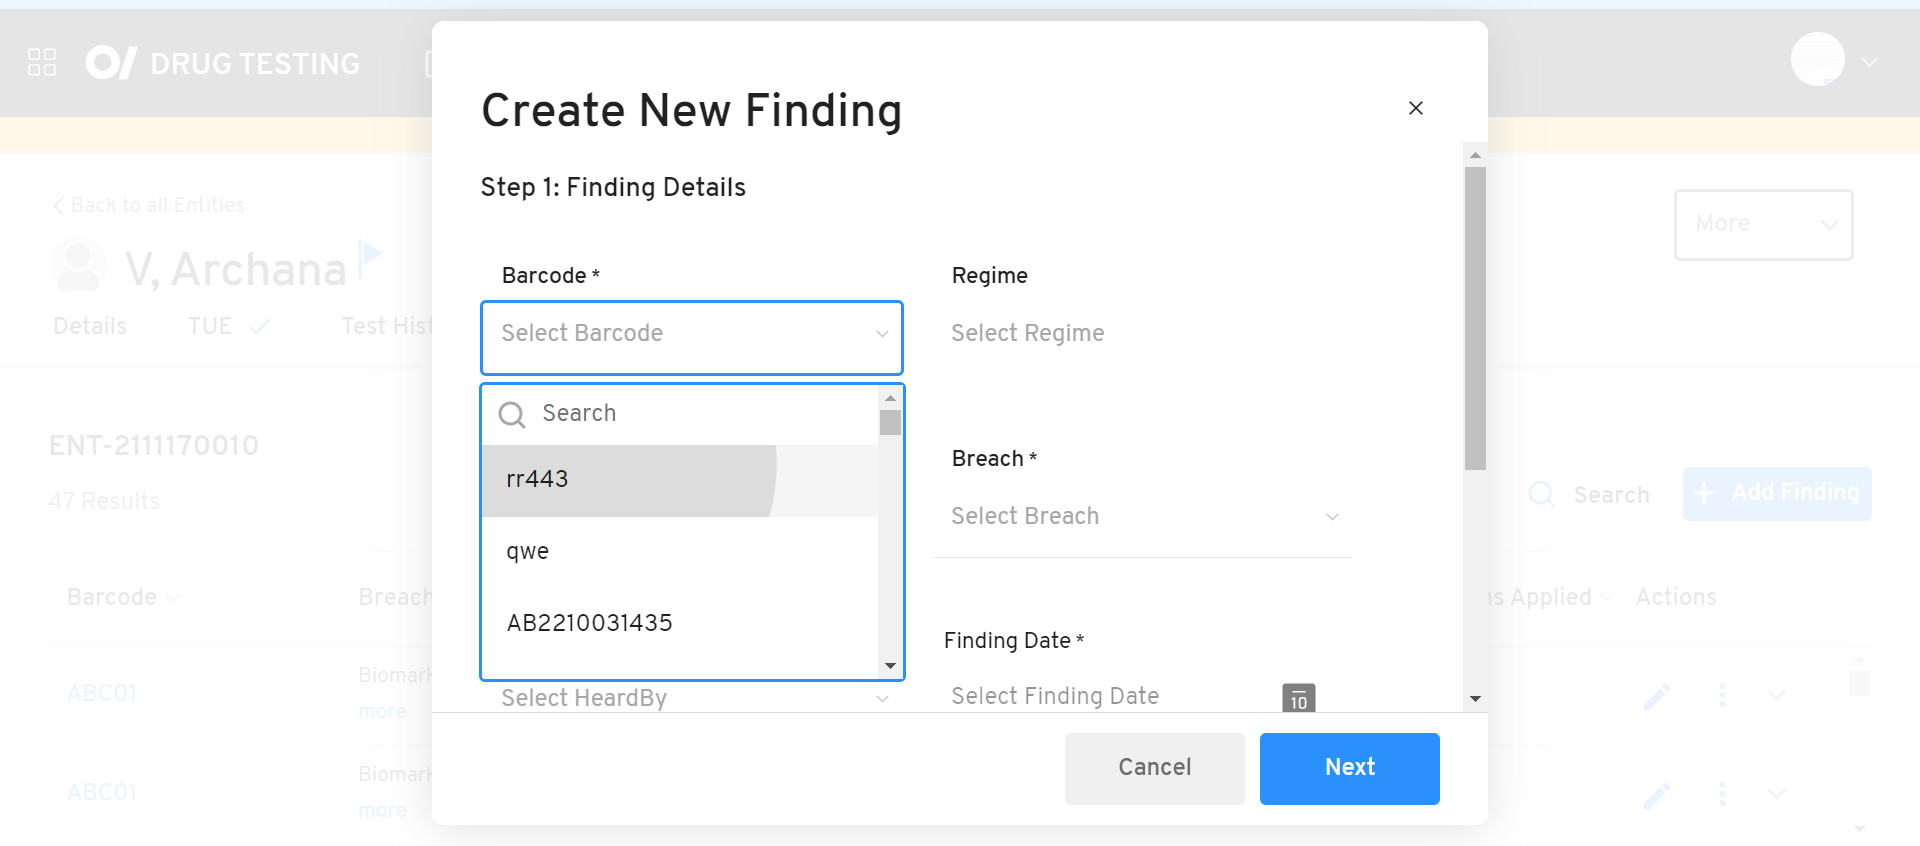 DRUG TESTING
Create New Finding
Step 1: Finding Details
Back to all Entities
More
V, Archana
Barcode *
Regime
Select Barcode
Select Regime
Details
TUE
Test Hist
Search
ENT-2111170010
Breach *
rr443
47 Results
Search
Add Finding
Select Breach
qwe
Barcode
Breach
s Applied
Actions
AB2210031435
Finding Date *
Select HeardBy
Select Finding Date
10
ABC01
Biomark
more
Cancel
Next
ABC01
Biomark
more